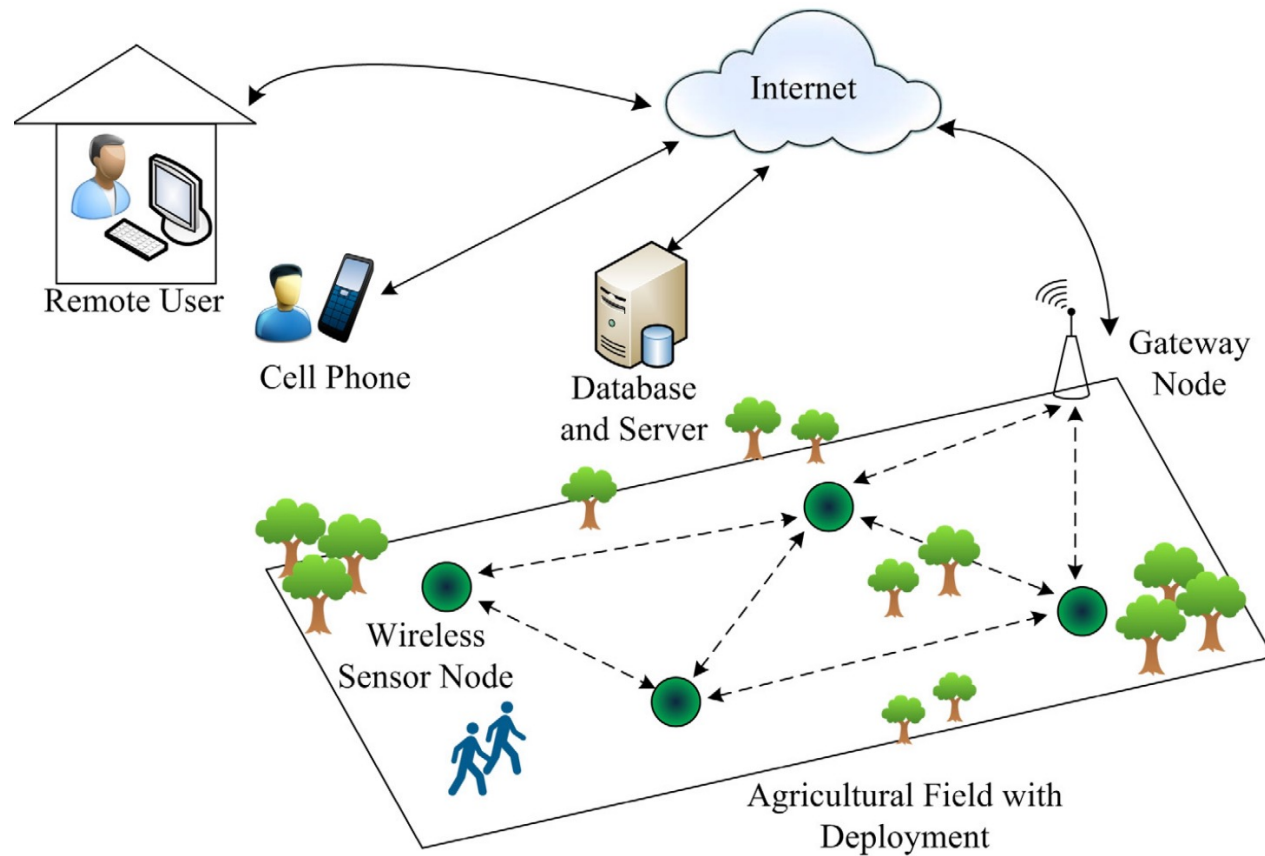 Internet
Remote User
Cell Phone
Database
and Server
Gateway
Node
Wireless
Sensor Node
Agricultural Field with
Deployment